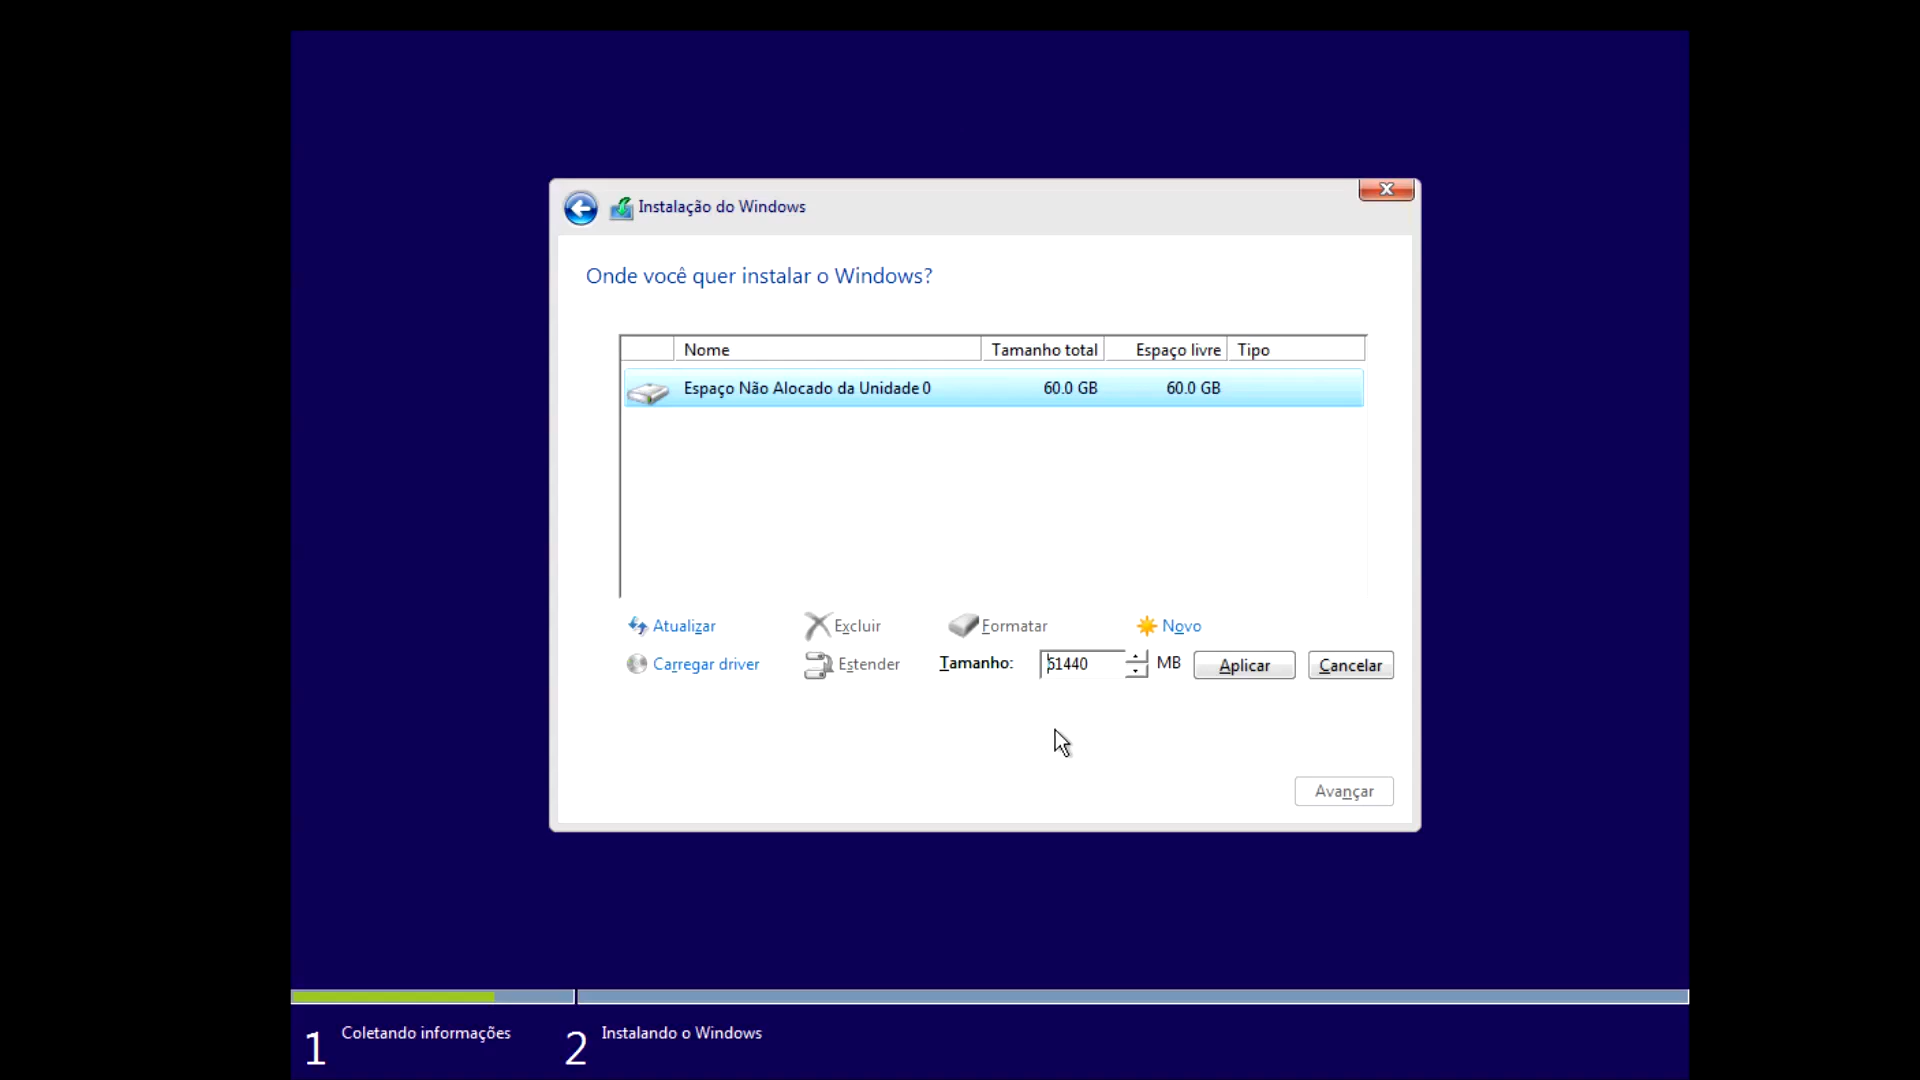 Instalação do Windows
Onde você quer instalar o Windows?
Nome Tamanho total Espaço livre Tipo
Espaço Não Alocado da Unidade 0 60.0 GB 60.0 GB
Atualizar Excluir Formatar Novo
Carregar driver Estender Tamanho: 61440 MB Aplicar Cancelar
Avançar
1 Coletando informações 2 Instalando o Windows